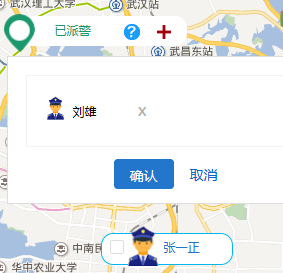 武汉理工大学
武汉站
已派警 ?
武昌东站
刘雄 x
确认 取消
中南民
张一正
华中农业大学